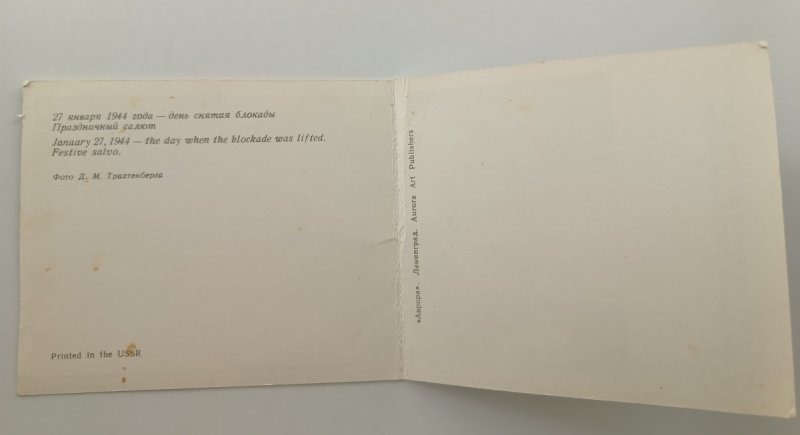 27 января 1944 года — день снятия блокады
Праздничный салют
January 27, 1944 — the day when the blockade was lifted.
Festive salvo.
Фото Д. М. Трахтенберга
Printed in the USSR
«Аврора». Ленинград. Aurora Art Publishers